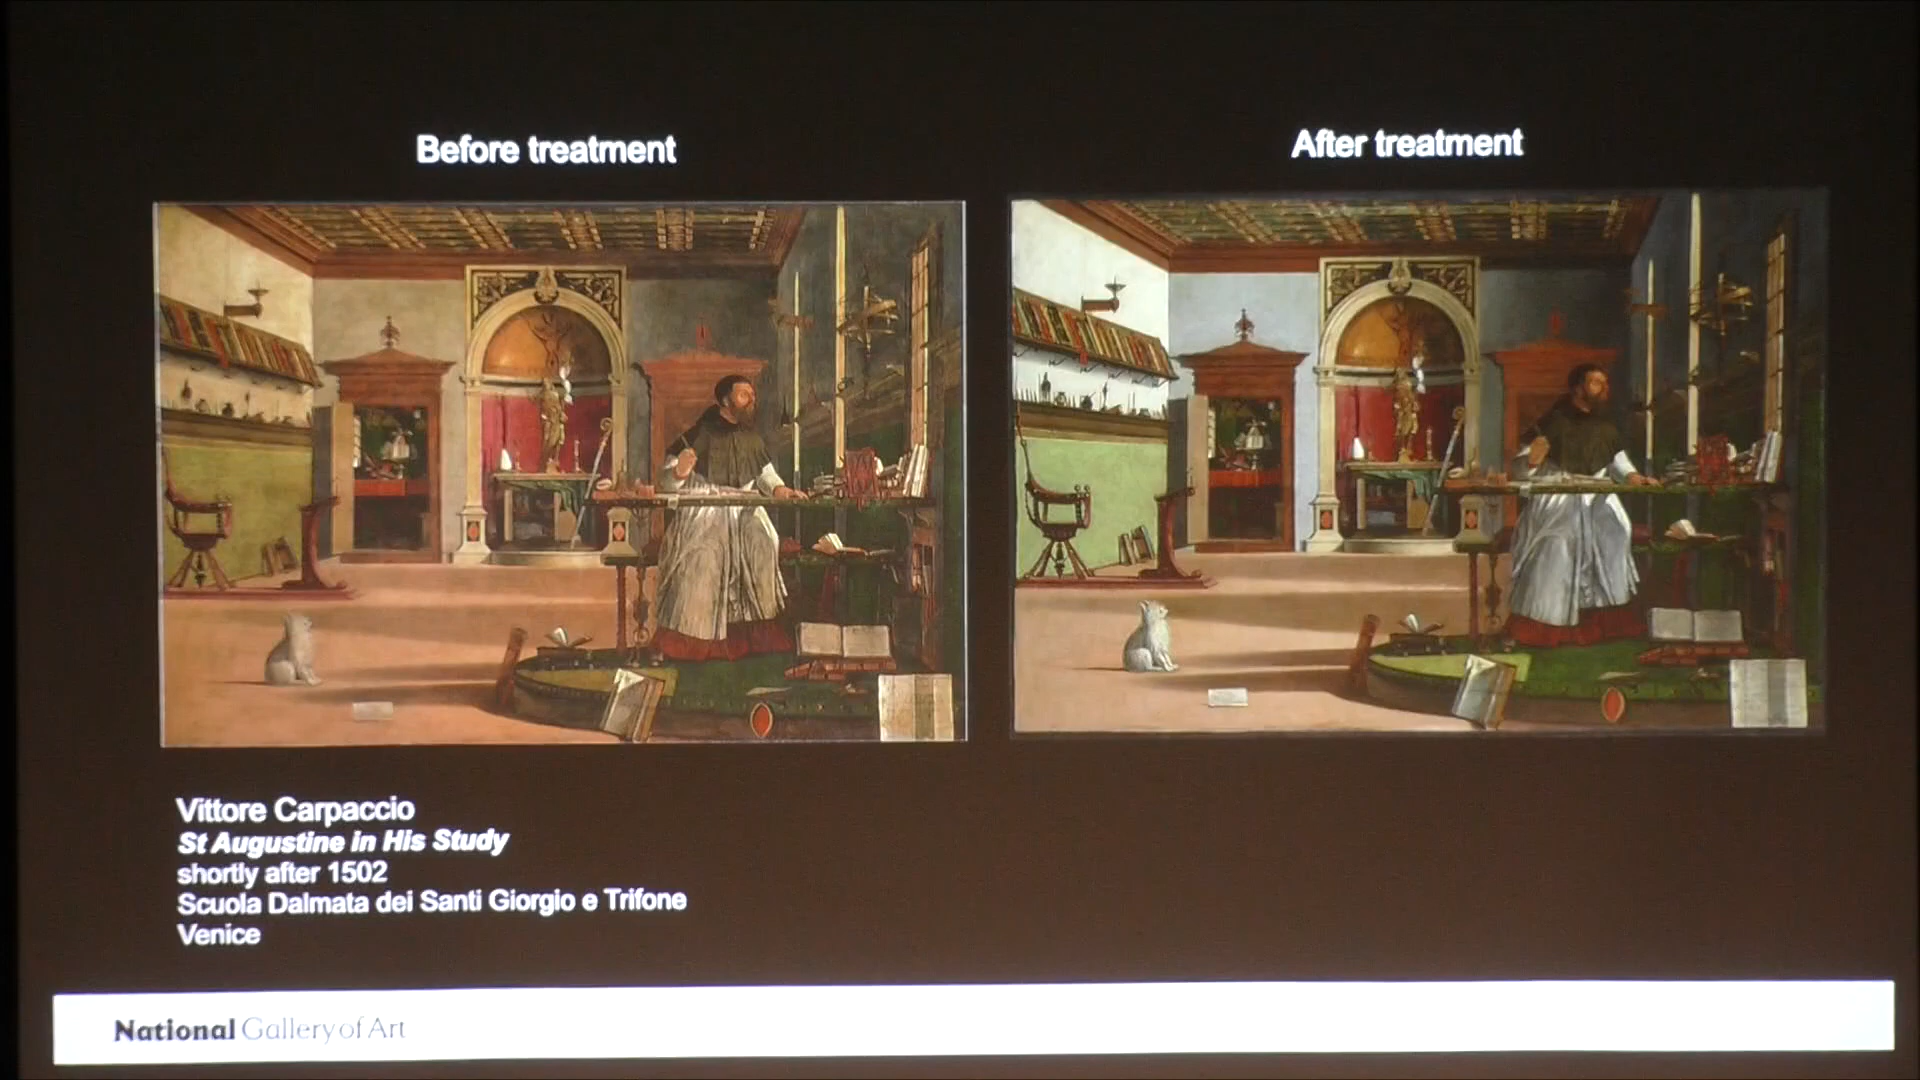 Before treatment
After treatment
Vittore Carpaccio
St Augustine in His Study
shortly after 1502
Scuola Dalmata dei Santi Giorgio e Trifone
Venice
National Gallery of Art